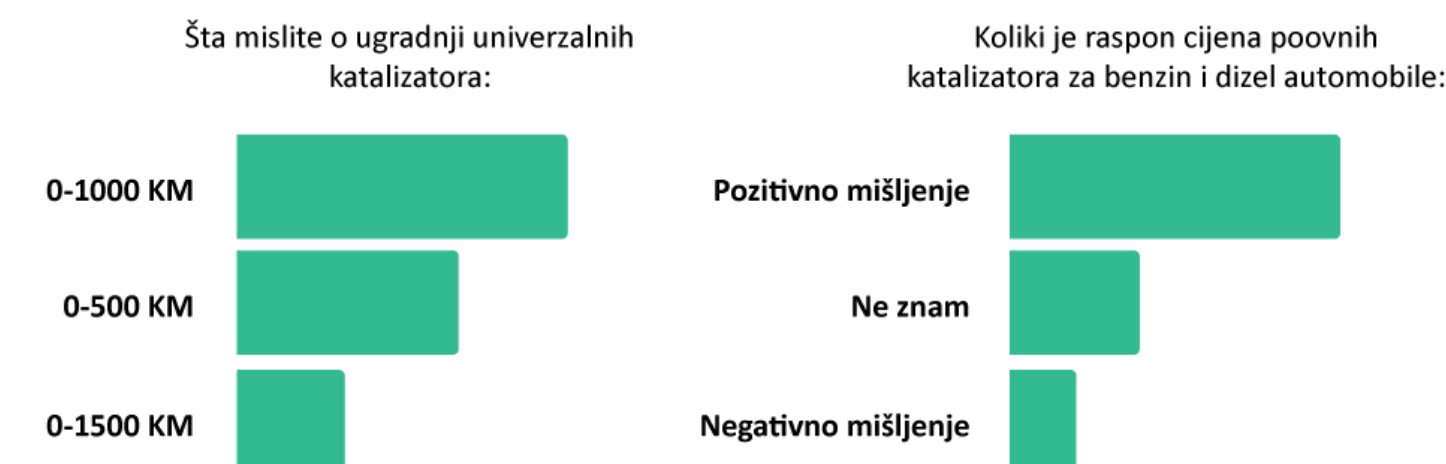 Šta mislite o ugradnji univerzalnih
katalizatora:
0-1000 KM
0-500 KM
0-1500 KM
Koliki je raspon cijena poovnih
katalizatora za benzin i dizel automobile:
Pozitivno mišljenje
Ne znam
Negativno mišljenje